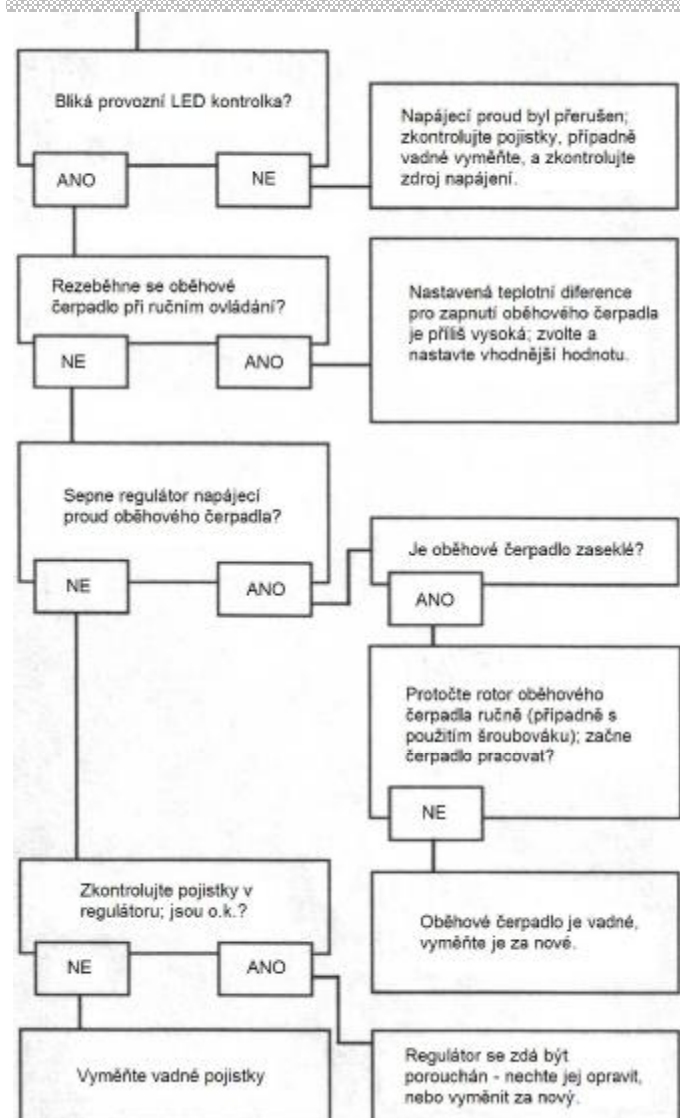 Bliká provozní LED kontrolka?
ANO
NE
Napájecí proud byl přerušen;
zkontrolujte pojistky, případně
vadné vyměňte, a zkontrolujte
zdroj napájení.
Rezeběhne se oběhové
čerpadlo při ručním ovládání?
NE
ANO
Nastavená teplotní diference
pro zapnutí oběhového čerpadla
je příliš vysoká; zvolte a
nastavte vhodnější hodnotu.
Sepne regulátor napájecí
proud oběhového čerpadla?
NE
ANO
Je oběhové čerpadlo zaseklé?
ANO
Protočte rotor oběhového
čerpadla ručně (případně s
použitím šroubováku); začne
čerpadlo pracovat?
NE
Oběhové čerpadlo je vadné,
vyměňte je za nové.
Zkontrolujte pojistky v
regulátoru; jsou o.k.?
NE
ANO
Vyměňte vadné pojistky
Regulátor se zdá být
porouchán - nechte jej opravit,
nebo vyměnit za nový.